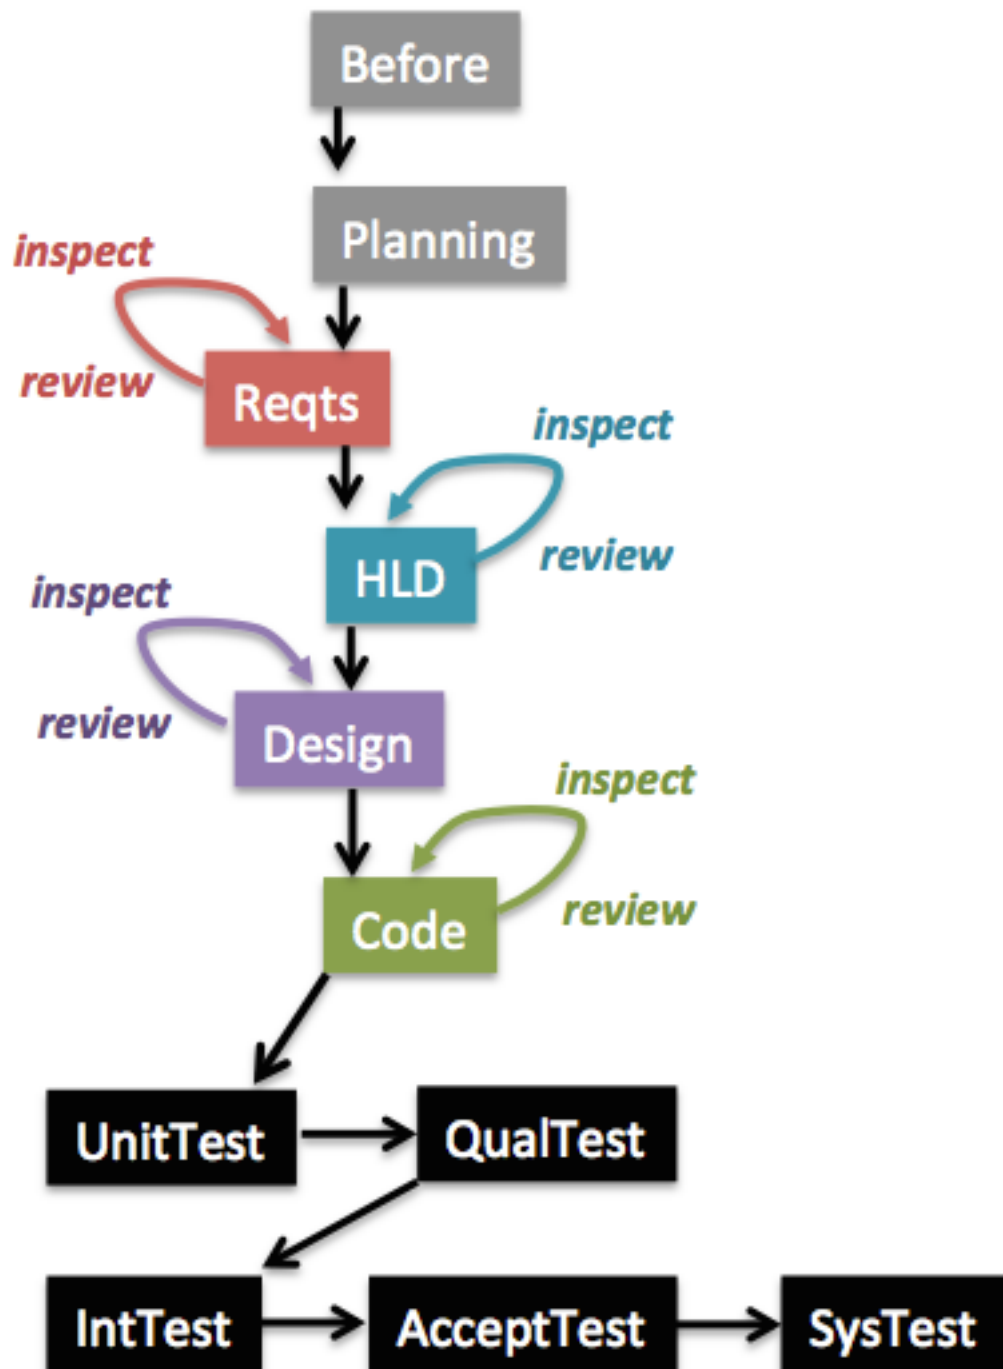 Before
Planning
inspect
review
Reqts
inspect
review
HLD
inspect
review
Design
inspect
review
Code
UnitTest
QualTest
IntTest
AcceptTest
SysTest